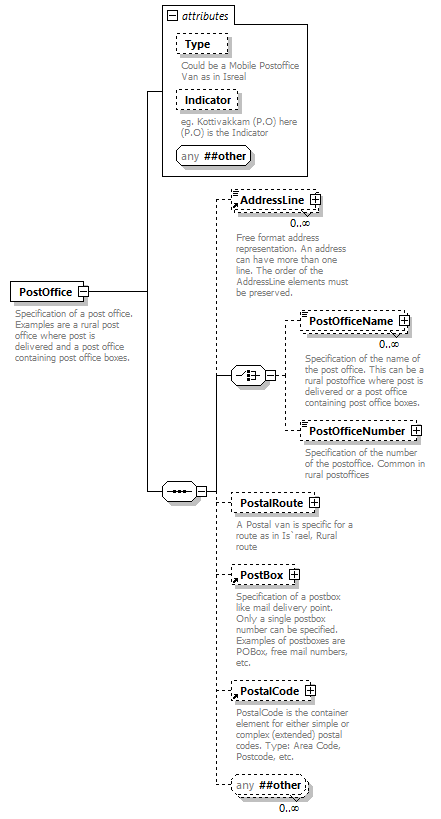 attributes
Type
Could be a Mobile Postoffice
Van as in Isreal
Indicator
eg. Kottivakkam (P.O) here
(P.O) is the Indicator
any ##other
PostOffice
Specification of a post office.
Examples are a rural post
office where post is
delivered and a post office
containing post office boxes.
AddressLine
0..∞
Free format address
representation. An address
can have more than one
line. The order of the
AddressLine elements must
be preserved.
PostOfficeName
0..∞
Specification of the name of
the post office. This can be a
rural postoffice where post is
delivered or a post office
containing post office boxes.
PostOfficeNumber
Specification of the number
of the postoffice. Common in
rural postoffices
PostalRoute
A Postal van is specific for a
route as in Is`rael, Rural
route
PostBox
Specification of a postbox
like mail delivery point.
Only a single postbox
number can be specified.
Examples of postboxes are
POBox, free mail numbers,
etc.
PostalCode
PostalCode is the container
element for either simple or
complex (extended) postal
codes. Type: Area Code,
Postcode, etc.
any ##other
0..∞